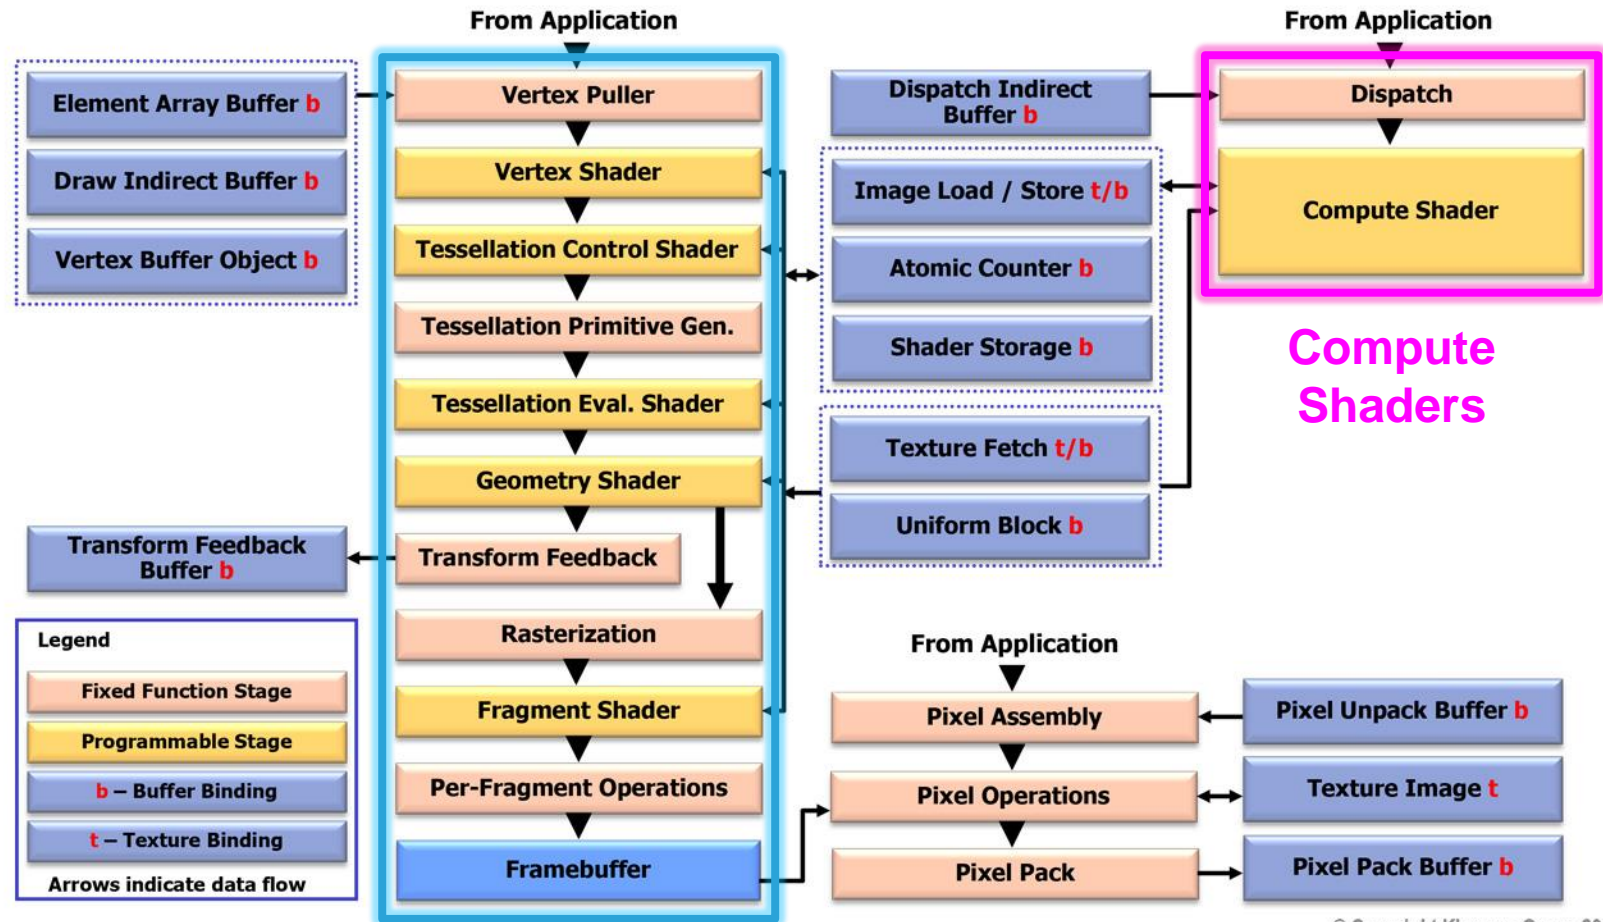 From Application
Vertex Puller
Vertex Shader
Tessellation Control Shader
Tessellation Primitive Gen.
Tessellation Eval. Shader
Geometry Shader
Transform Feedback
Rasterization
Fragment Shader
Per-Fragment Operations
Framebuffer
Element Array Buffer b
Draw Indirect Buffer b
Vertex Buffer Object b
Transform Feedback
Buffer b
Legend
Fixed Function Stage
Programmable Stage
b – Buffer Binding
t – Texture Binding
Arrows indicate data flow
Dispatch Indirect
Buffer b
Image Load / Store t/b
Atomic Counter b
Shader Storage b
Texture Fetch t/b
Uniform Block b
From Application
Dispatch
Compute Shader
Compute
Shaders
From Application
Pixel Assembly
Pixel Operations
Pixel Pack
Pixel Unpack Buffer b
Texture Image t
Pixel Pack Buffer b